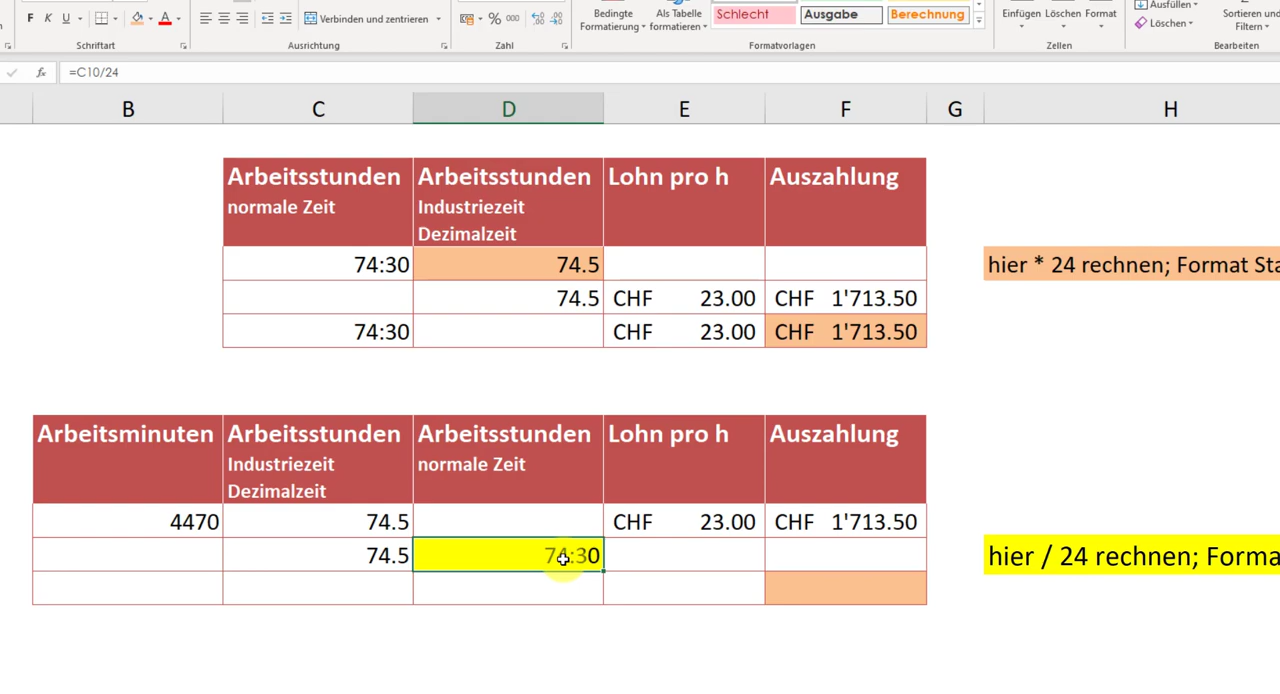 F K U A Verbinden und zentrieren % 000 Bedingte Als Tabelle Schlecht Ausgabe Berechnung Einfügen Löschen Format Ausfüllen Sortieren und
Formatierung formatieren Löschen Filtern
Schriftart Ausrichtung Zahl Formatvorlagen Zellen Bearbeiten
fx =C10/24
B C D E F G H
Arbeitsstunden Arbeitsstunden Lohn pro h Auszahlung
normale Zeit Industriezeit
Dezimalzeit
74:30 74.5 hier * 24 rechnen; Format Sta
74.5 CHF 23.00 CHF 1'713.50
74:30 CHF 23.00 CHF 1'713.50
Arbeitsminuten Arbeitsstunden Arbeitsstunden Lohn pro h Auszahlung
Industriezeit normale Zeit
Dezimalzeit
4470 74.5 CHF 23.00 CHF 1'713.50
74.5 74:30 hier / 24 rechnen; Forma